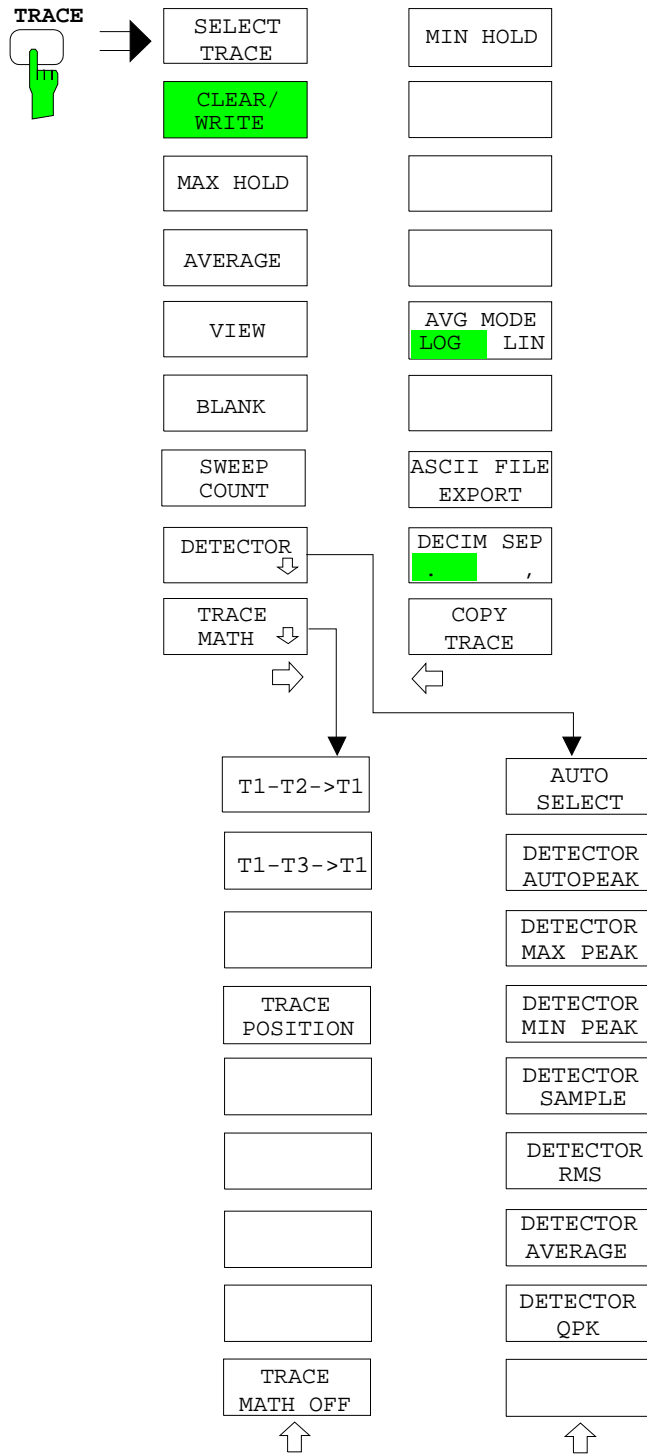 TRACE
SELECT
TRACE
CLEAR/
WRITE
MAX HOLD
AVERAGE
VIEW
BLANK
SWEEP
COUNT
DETECTOR
TRACE
MATH
MIN HOLD
AVG MODE
LOG LIN
ASCII FILE
EXPORT
DECIM SEP
. ,
COPY
TRACE
T1-T2->T1
T1-T3->T1
TRACE
POSITION
TRACE
MATH OFF
AUTO
SELECT
DETECTOR
AUTOPEAK
DETECTOR
MAX PEAK
DETECTOR
MIN PEAK
DETECTOR
SAMPLE
DETECTOR
RMS
DETECTOR
AVERAGE
DETECTOR
QPK